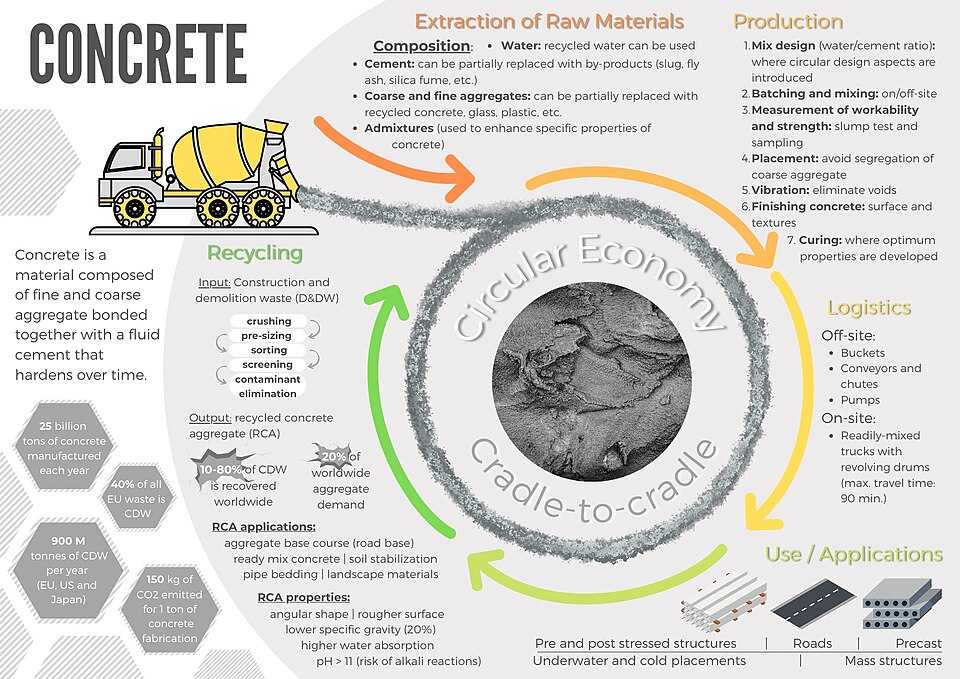 CONCRETE
Concrete is a
material composed
of fine and coarse
aggregate bonded
together with a fluid
cement that
hardens over time.
25 billion
tons of concrete
manufactured
each year
40% of all
EU waste is
CDW
900 M
tonnes of CDW
per year
(EU, US and
Japan)
150 kg of
CO2 emitted
for 1 ton of
concrete
fabrication
Extraction of Raw Materials
Composition: • Water: recycled water can be used
• Cement: can be partially replaced with by-products (slug, fly
ash, silica fume, etc.)
• Coarse and fine aggregates: can be partially replaced with
recycled concrete, glass, plastic, etc.
• Admixtures (used to enhance specific properties of
concrete)
Production
1. Mix design (water/cement ratio):
where circular design aspects are
introduced
2. Batching and mixing: on/off-site
3. Measurement of workability
and strength: slump test and
sampling
4. Placement: avoid segregation of
coarse aggregate
5. Vibration: eliminate voids
6. Finishing concrete: surface and
textures
7. Curing: where optimum
properties are developed
Logistics
Off-site:
• Buckets
• Conveyors and
chutes
• Pumps
On-site:
• Readily-mixed
trucks with
revolving drums
(max. travel time:
90 min.)
Use / Applications
Pre and post stressed structures | Roads | Precast
Underwater and cold placements | Mass structures
Circular Economy
Cradle-to-cradle
Recycling
Input: Construction and
demolition waste (D&DW)
crushing
pre-sizing
sorting
screening
contaminant
elimination
Output: recycled concrete
aggregate (RCA)
10-80% of CDW
is recovered
worldwide
20% of
worldwide
aggregate
demand
RCA applications:
aggregate base course (road base)
ready mix concrete | soil stabilization
pipe bedding | landscape materials
RCA properties:
angular shape | rougher surface
lower specific gravity (20%)
higher water absorption
pH > 11 (risk of alkali reactions)